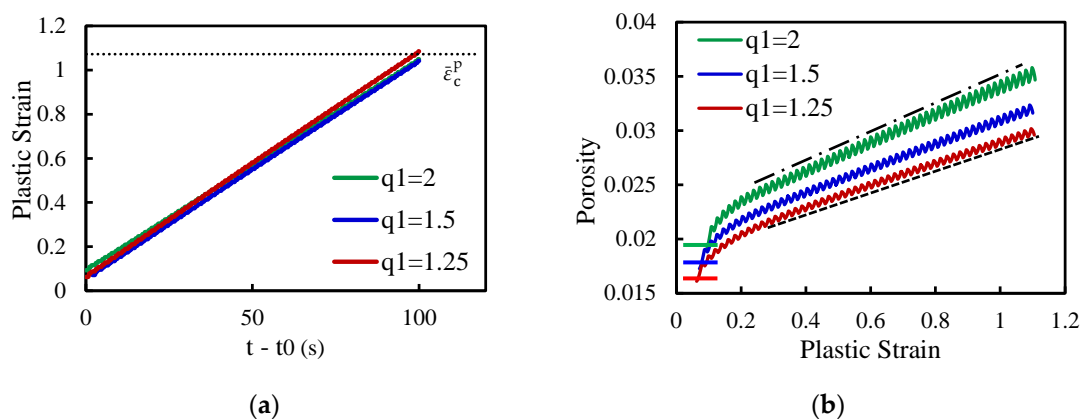 1.2
1
0.8
0.6
0.4
0.2
0
Plastic Strain
ε̄ᵖ_c
q1=2
q1=1.5
q1=1.25
0 50 100
t - t0 (s)
(a)
0.04
0.035
0.03
0.025
0.02
0.015
Porosity
q1=2
q1=1.5
q1=1.25
0 0.2 0.4 0.6 0.8 1 1.2
Plastic Strain
(b)